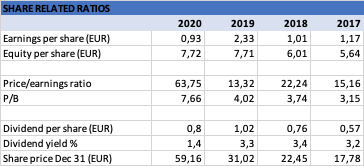 SHARE RELATED RATIOS
2020 2019 2018 2017
Earnings per share (EUR) 0,93 2,33 1,01 1,17
Equity per share (EUR) 7,72 7,71 6,01 5,64
Price/earnings ratio 63,75 13,32 22,24 15,16
P/B 7,66 4,02 3,74 3,15
Dividend per share (EUR) 0,8 1,02 0,76 0,57
Dividend yield % 1,4 3,3 3,4 3,2
Share price Dec 31 (EUR) 59,16 31,02 22,45 17,77